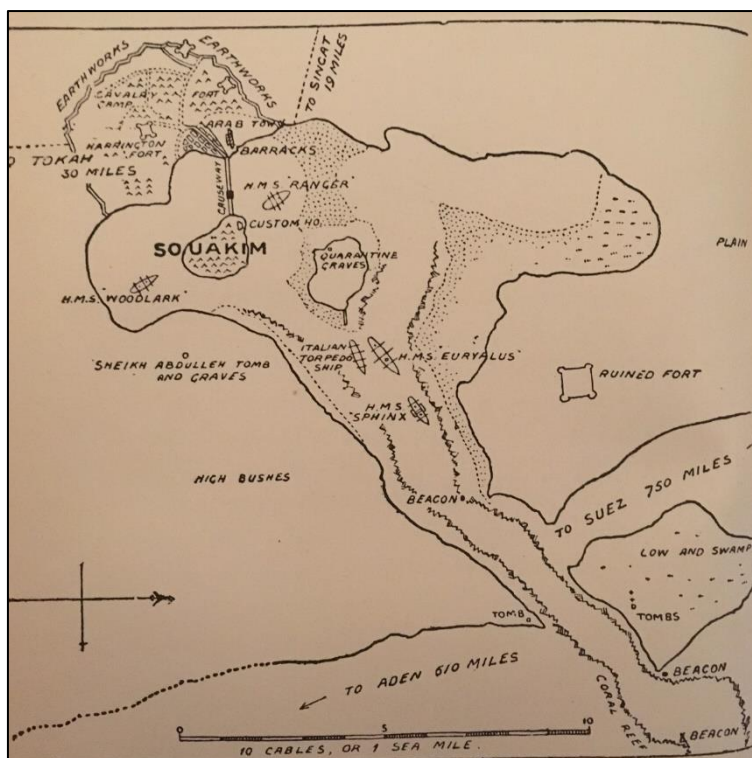 EARTHWORKS
EARTHWORKS
TO SINCAT
19 MILES
CAVALRY
CAMP
FORT
ARAB TOWN
HARRINGTON
FORT
BARRACKS
O TOKAH
30 MILES
CAUSEWAY
H.M.S. RANGER
CUSTOM HO.
SOUAKIM
QUARANTINE
GRAVES
PLAIN
H.M.S. WOODLARK
SHEIKH ABDULLEH TOMB
AND GRAVES
ITALIAN
TORPEDO
SHIP
H.M.S. EURYALUS
RUINED FORT
H.M.S.
SPHINX
HIGH BUSHES
BEACON
TO SUEZ 750 MILES
LOW AND SWAMP
TOMBS
TOMB
BEACON
TO ADEN 610 MILES
CORAL REEF
BEACON
0 5 10
10 CABLES, OR 1 SEA MILE.